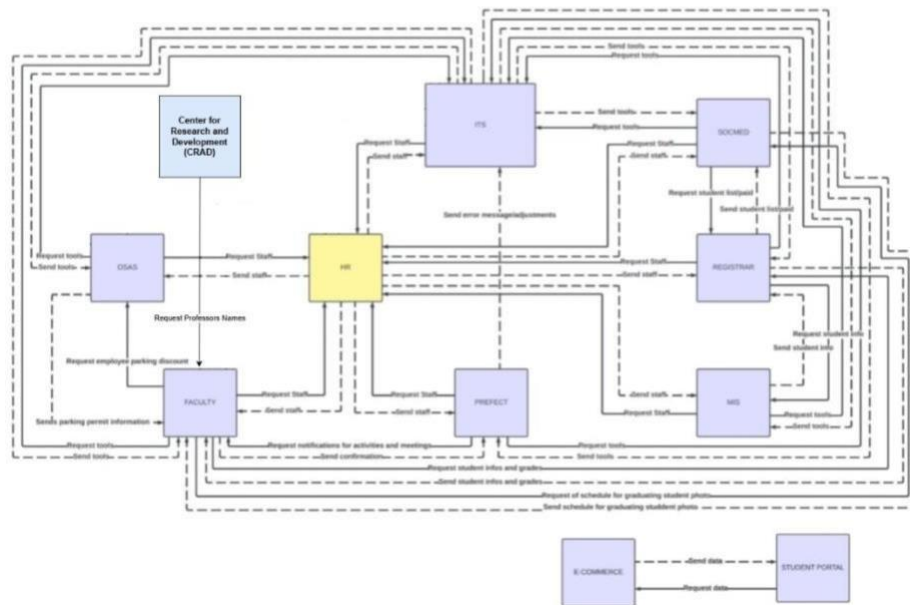 Send tools
Request tools
Center for
Research and
Development
(CRAD)
ITS
Send tools
SOCMED
Request tools
Request Staff
Request Staff
Send staff
Send staff
Request student list/paid
Send student list/paid
Send error message/adjustments
Request tools
Request Staff
Send tools
OSAS
HR
Request Staff
REGISTRAR
Send staff
Send staff
Request Professors Names
Request student info
Send student info
Request employee parking discount
FACULTY
Request Staff
Send staff
Request Staff
PREFECT
Send staff
Send staff
MIS
Request Staff
Request tools
Send tools
Sends parking permit information
Request tools
Request notifications for activities and meetings
Request tools
Send tools
Send confirmation
Send tools
Request student infos and grades
Send student infos and grades
Request of schedule for graduating student photo
Send schedule for graduating studdent photo
E-COMMERCE
Send data
STUDENT PORTAL
Request data